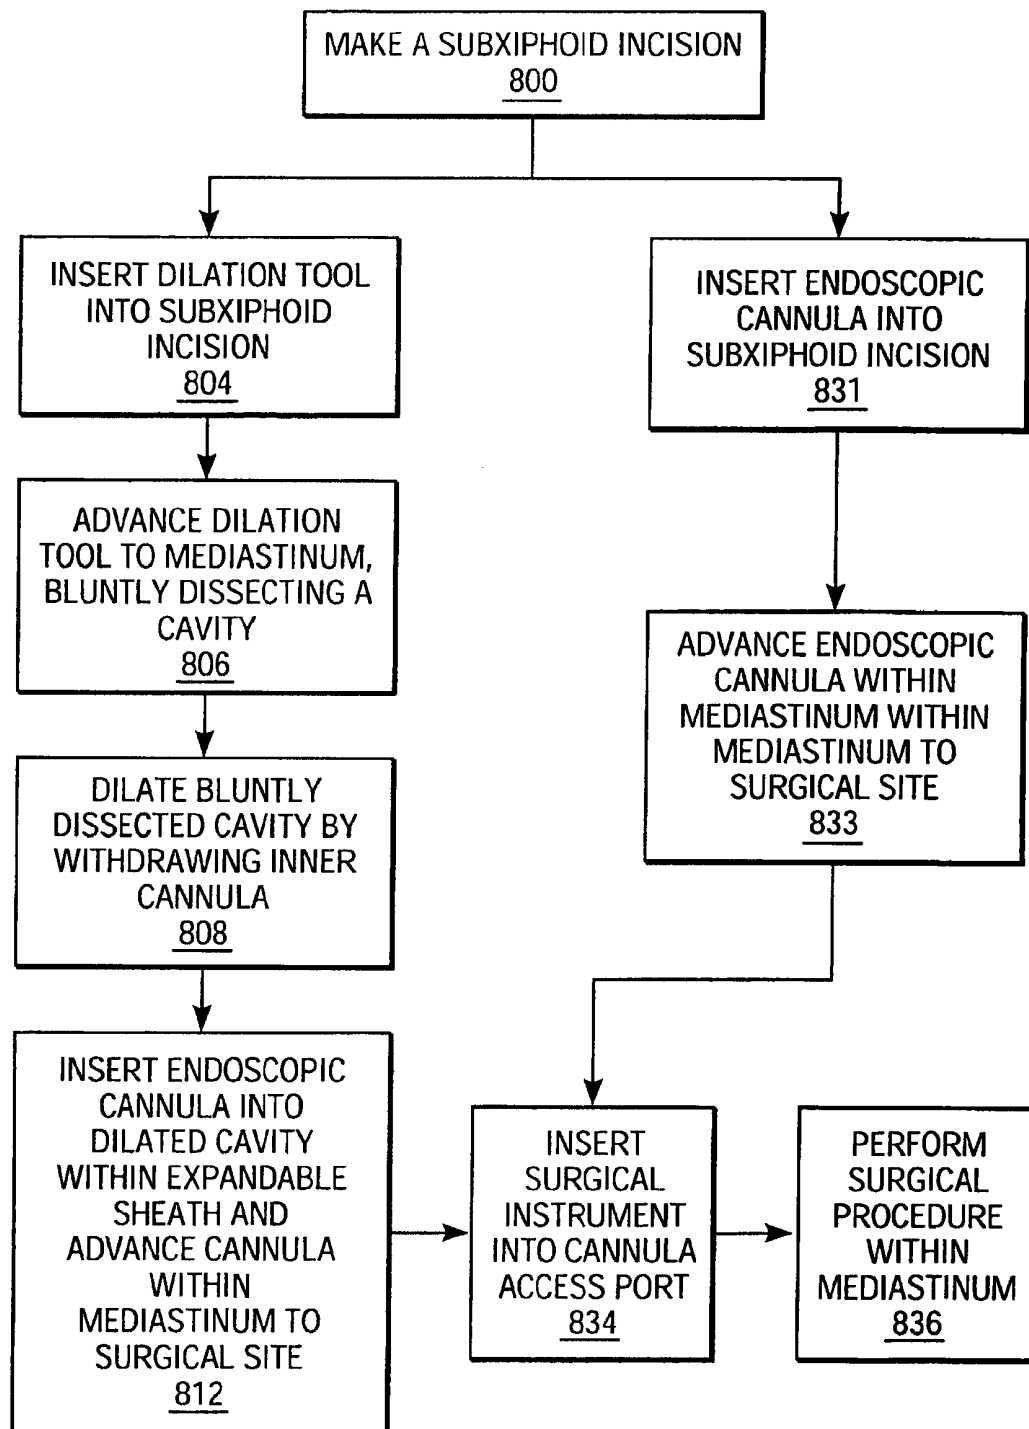 MAKE A SUBXIPHOID INCISION
800
INSERT DILATION TOOL
INTO SUBXIPHOID
INCISION
804
ADVANCE DILATION
TOOL TO MEDIASTINUM,
BLUNTLY DISSECTING A
CAVITY
806
DILATE BLUNTLY
DISSECTED CAVITY BY
WITHDRAWING INNER
CANNULA
808
INSERT ENDOSCOPIC
CANNULA INTO
DILATED CAVITY
WITHIN EXPANDABLE
SHEATH AND
ADVANCE CANNULA
WITHIN
MEDIASTINUM TO
SURGICAL SITE
812
INSERT ENDOSCOPIC
CANNULA INTO
SUBXIPHOID INCISION
831
ADVANCE ENDOSCOPIC
CANNULA WITHIN
MEDIASTINUM WITHIN
MEDIASTINUM TO
SURGICAL SITE
833
INSERT
SURGICAL
INSTRUMENT
INTO CANNULA
ACCESS PORT
834
PERFORM
SURGICAL
PROCEDURE
WITHIN
MEDIASTINUM
836